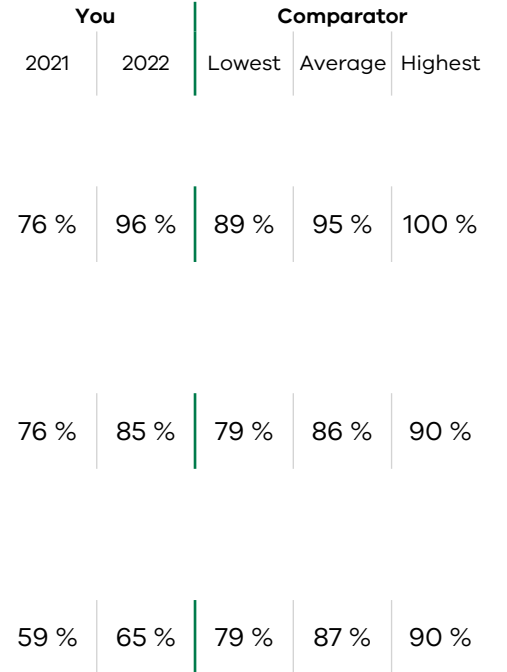 You Comparator
2021 2022 Lowest Average Highest
76 % 96 % 89 % 95 % 100 %
76 % 85 % 79 % 86 % 90 %
59 % 65 % 79 % 87 % 90 %